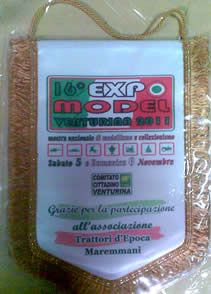 16° EXPO
MODEL
VENTURINA 2011
mostra nazionale di modellismo e collezionismo
Sabato 5 e Domenica 6 Novembre
COMITATO
CITTADINO
VENTURINA
Grazie per la partecipazione
all'associazione
Trattori d'Epoca
Maremmani